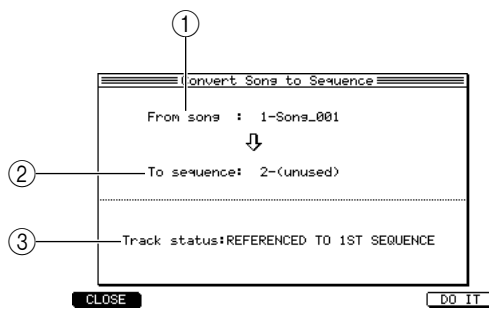 ①
Convert Song to Sequence
From song : 1-Song_001
⇩
② To sequence: 2-(unused)
③ Track status:REFERENCED TO 1ST SEQUENCE
CLOSE DO IT